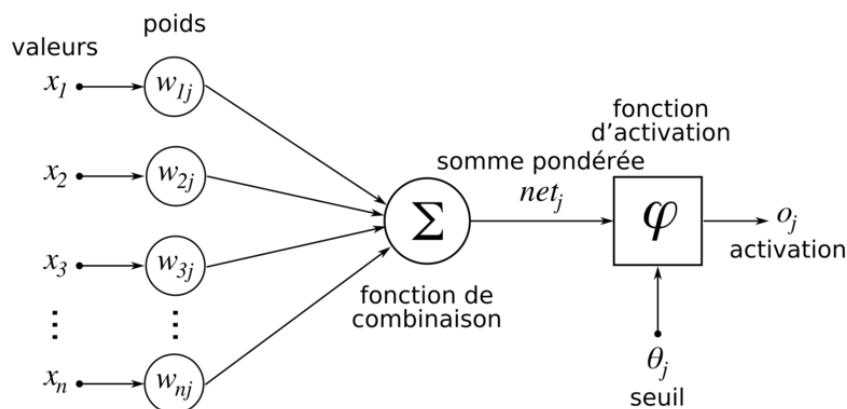 valeurs
poids
x₁
w₁ⱼ
x₂
w₂ⱼ
x₃
w₃ⱼ
⋮
⋮
xₙ
wₙⱼ
Σ
fonction de
combinaison
somme pondérée
netⱼ
fonction
d'activation
φ
oⱼ
activation
θⱼ
seuil